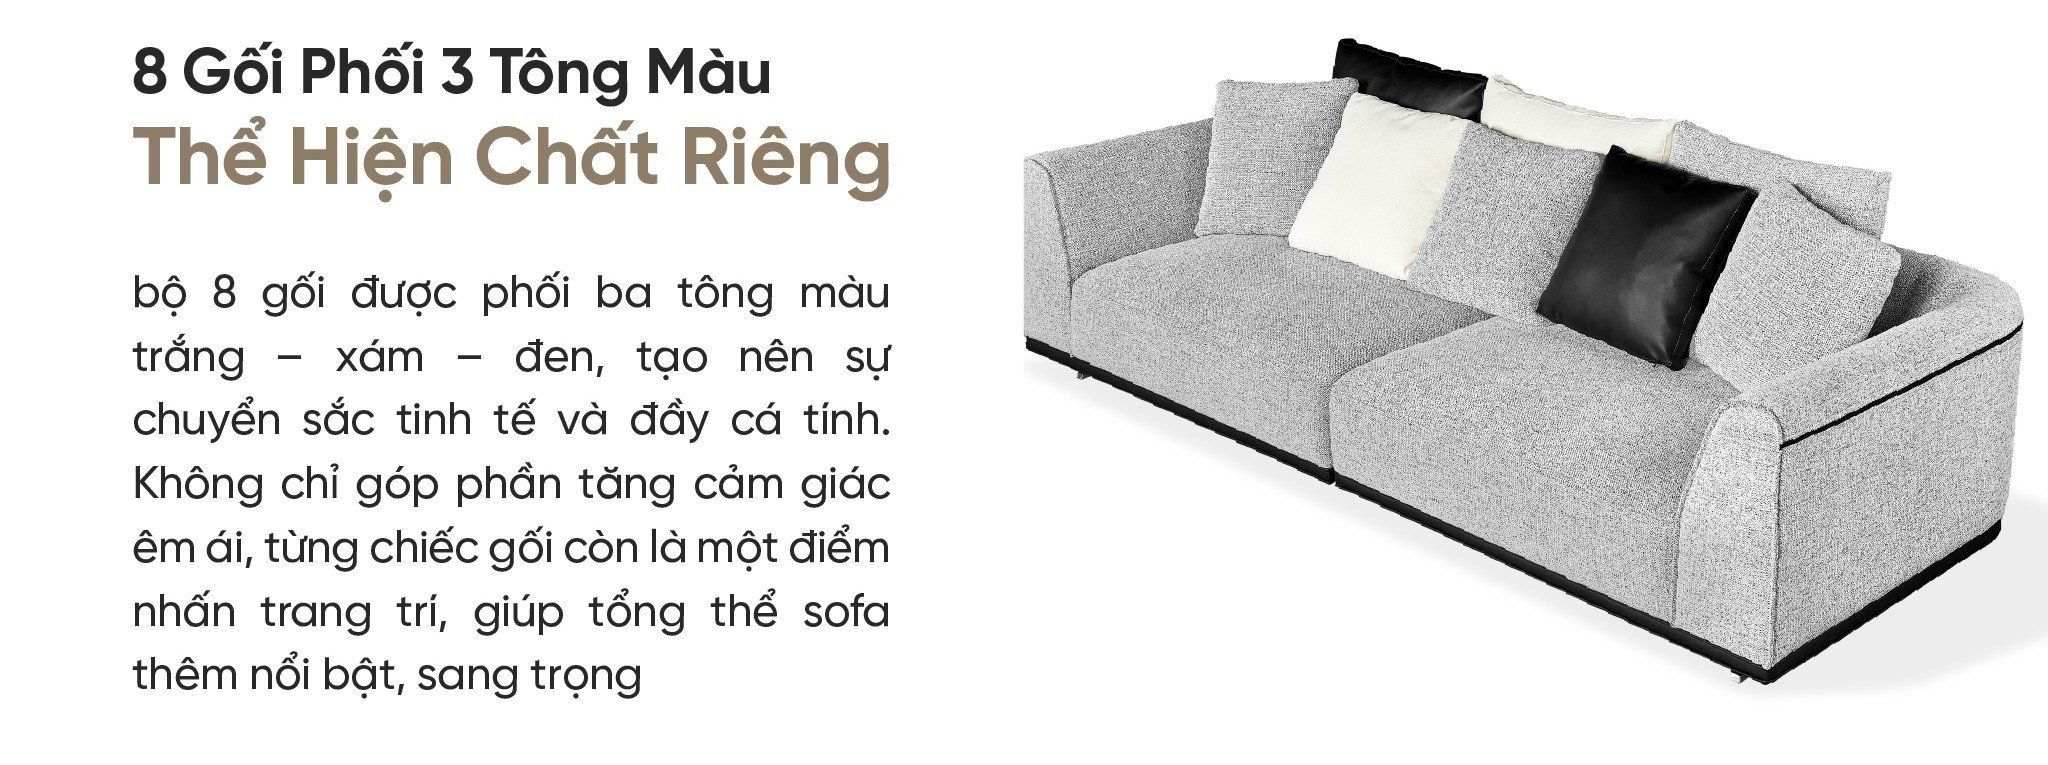 8 Gối Phối 3 Tông Màu
Thể Hiện Chất Riêng
bộ 8 gối được phối ba tông màu
trắng – xám – đen, tạo nên sự
chuyển sắc tinh tế và đầy cá tính.
Không chỉ góp phần tăng cảm giác
êm ái, từng chiếc gối còn là một điểm
nhấn trang trí, giúp tổng thể sofa
thêm nổi bật, sang trọng